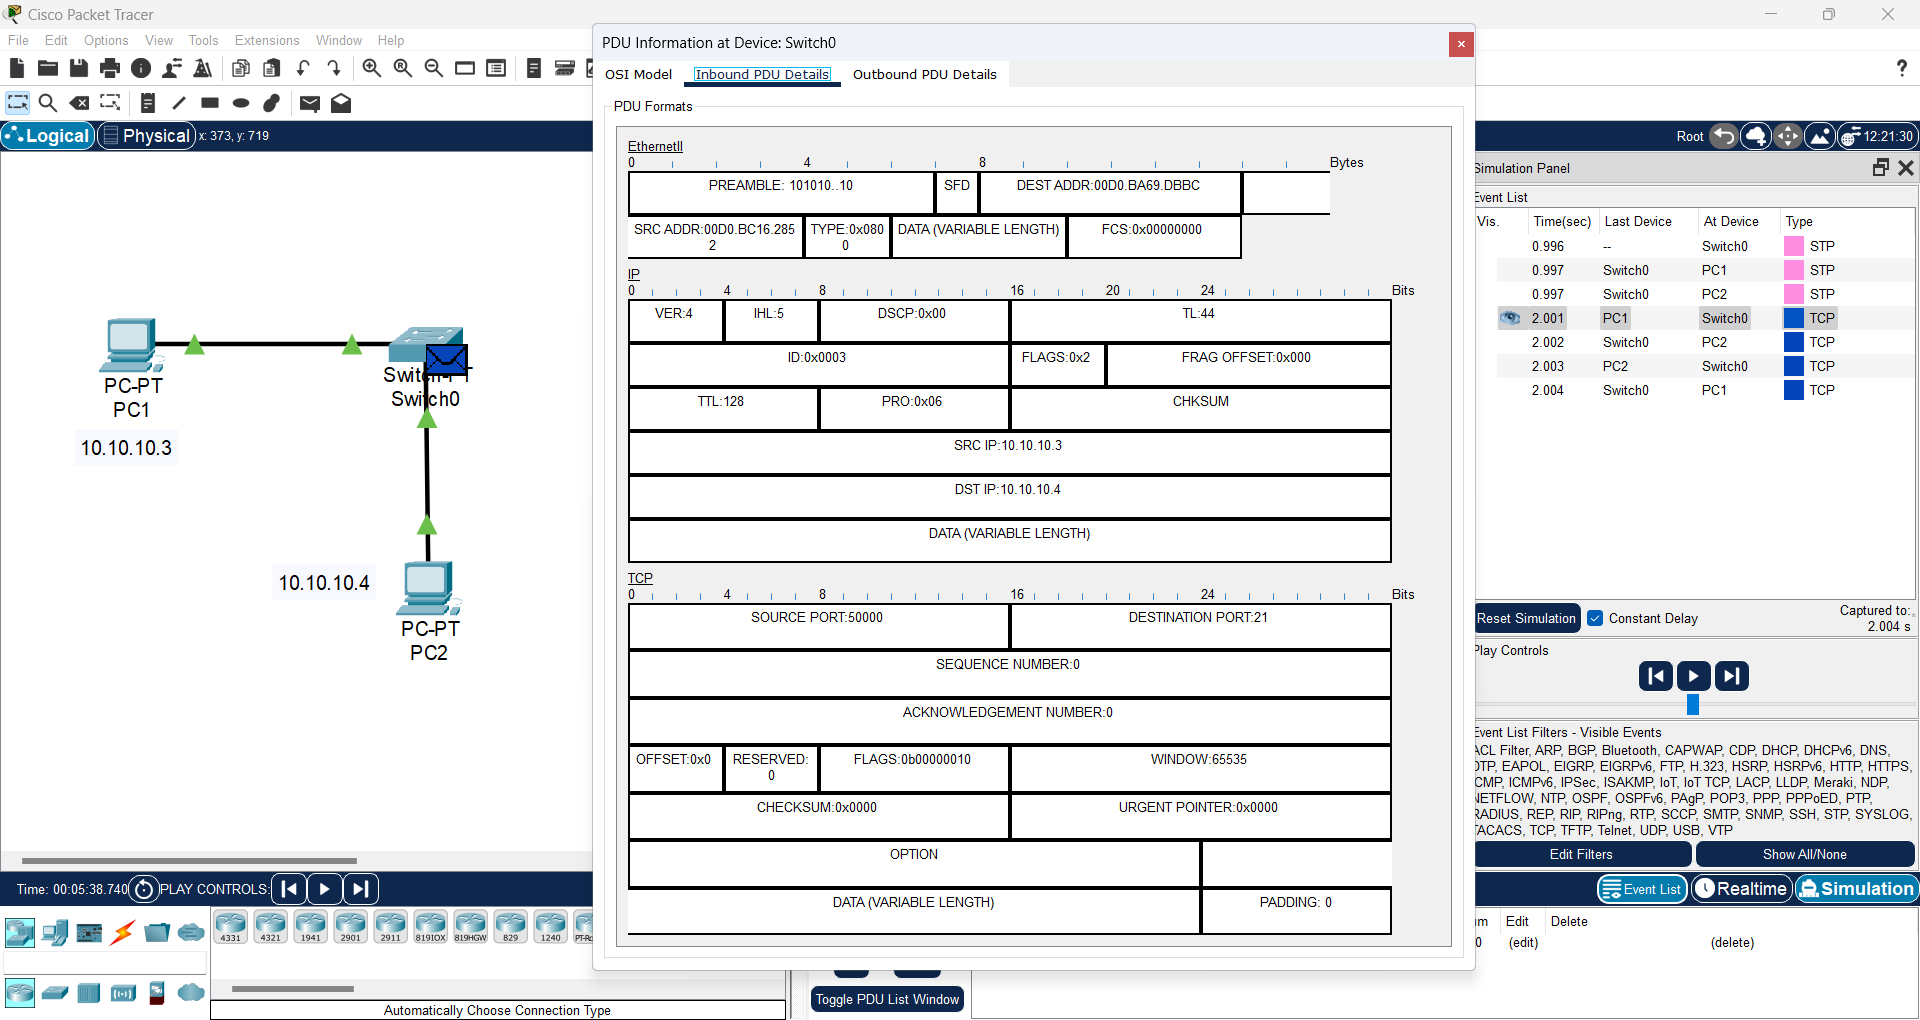 Cisco Packet Tracer
File Edit Options View Tools Extensions Window Help
Logical Physical x: 373, y: 719
PC-PT
PC1
10.10.10.3
Switch0
10.10.10.4
PC-PT
PC2
Time: 00:05:38.740 PLAY CONTROLS:
4331 4321 1941 2901 2911 819IOX 819HGW 829 1240
Automatically Choose Connection Type
PDU Information at Device: Switch0
OSI Model Inbound PDU Details Outbound PDU Details
PDU Formats
EthernetII
0 4 8 Bytes
PREAMBLE: 101010..10 SFD DEST ADDR:00D0.BA69.DBBC
SRC ADDR:00D0.BC16.285 TYPE:0x080 DATA (VARIABLE LENGTH) FCS:0x00000000
2 0
IP
0 4 8 16 20 24 Bits
VER:4 IHL:5 DSCP:0x00 TL:44
ID:0x0003 FLAGS:0x2 FRAG OFFSET:0x000
TTL:128 PRO:0x06 CHKSUM
SRC IP:10.10.10.3
DST IP:10.10.10.4
DATA (VARIABLE LENGTH)
TCP
0 4 8 16 24 Bits
SOURCE PORT:50000 DESTINATION PORT:21
SEQUENCE NUMBER:0
ACKNOWLEDGEMENT NUMBER:0
OFFSET:0x0 RESERVED: FLAGS:0b00000010 WINDOW:65535
0
CHECKSUM:0x0000 URGENT POINTER:0x0000
OPTION
DATA (VARIABLE LENGTH) PADDING: 0
Toggle PDU List Window
?
Root 12:21:30
Simulation Panel
Event List
Vis. Time(sec) Last Device At Device Type
0.996 -- Switch0 STP
0.997 Switch0 PC1 STP
0.997 Switch0 PC2 STP
2.001 PC1 Switch0 TCP
2.002 Switch0 PC2 TCP
2.003 PC2 Switch0 TCP
2.004 Switch0 PC1 TCP
Reset Simulation Constant Delay Captured to:
2.004 s
Play Controls
Event List Filters - Visible Events
ACL Filter, ARP, BGP, Bluetooth, CAPWAP, CDP, DHCP, DHCPv6, DNS,
DTP, EAPOL, EIGRP, EIGRPv6, FTP, H.323, HSRP, HSRPv6, HTTP, HTTPS,
ICMP, ICMPv6, IPSec, ISAKMP, IoT, IoT TCP, LACP, LLDP, Meraki, NDP,
NETFLOW, NTP, OSPF, OSPFv6, PAgP, POP3, PPP, PPPoED, PTP,
RADIUS, REP, RIP, RIPng, RTP, SCCP, SMTP, SNMP, SSH, STP, SYSLOG,
TACACS, TCP, TFTP, Telnet, UDP, USB, VTP
Edit Filters Show All/None
Event List Realtime Simulation
Edit Delete
0 (edit) (delete)